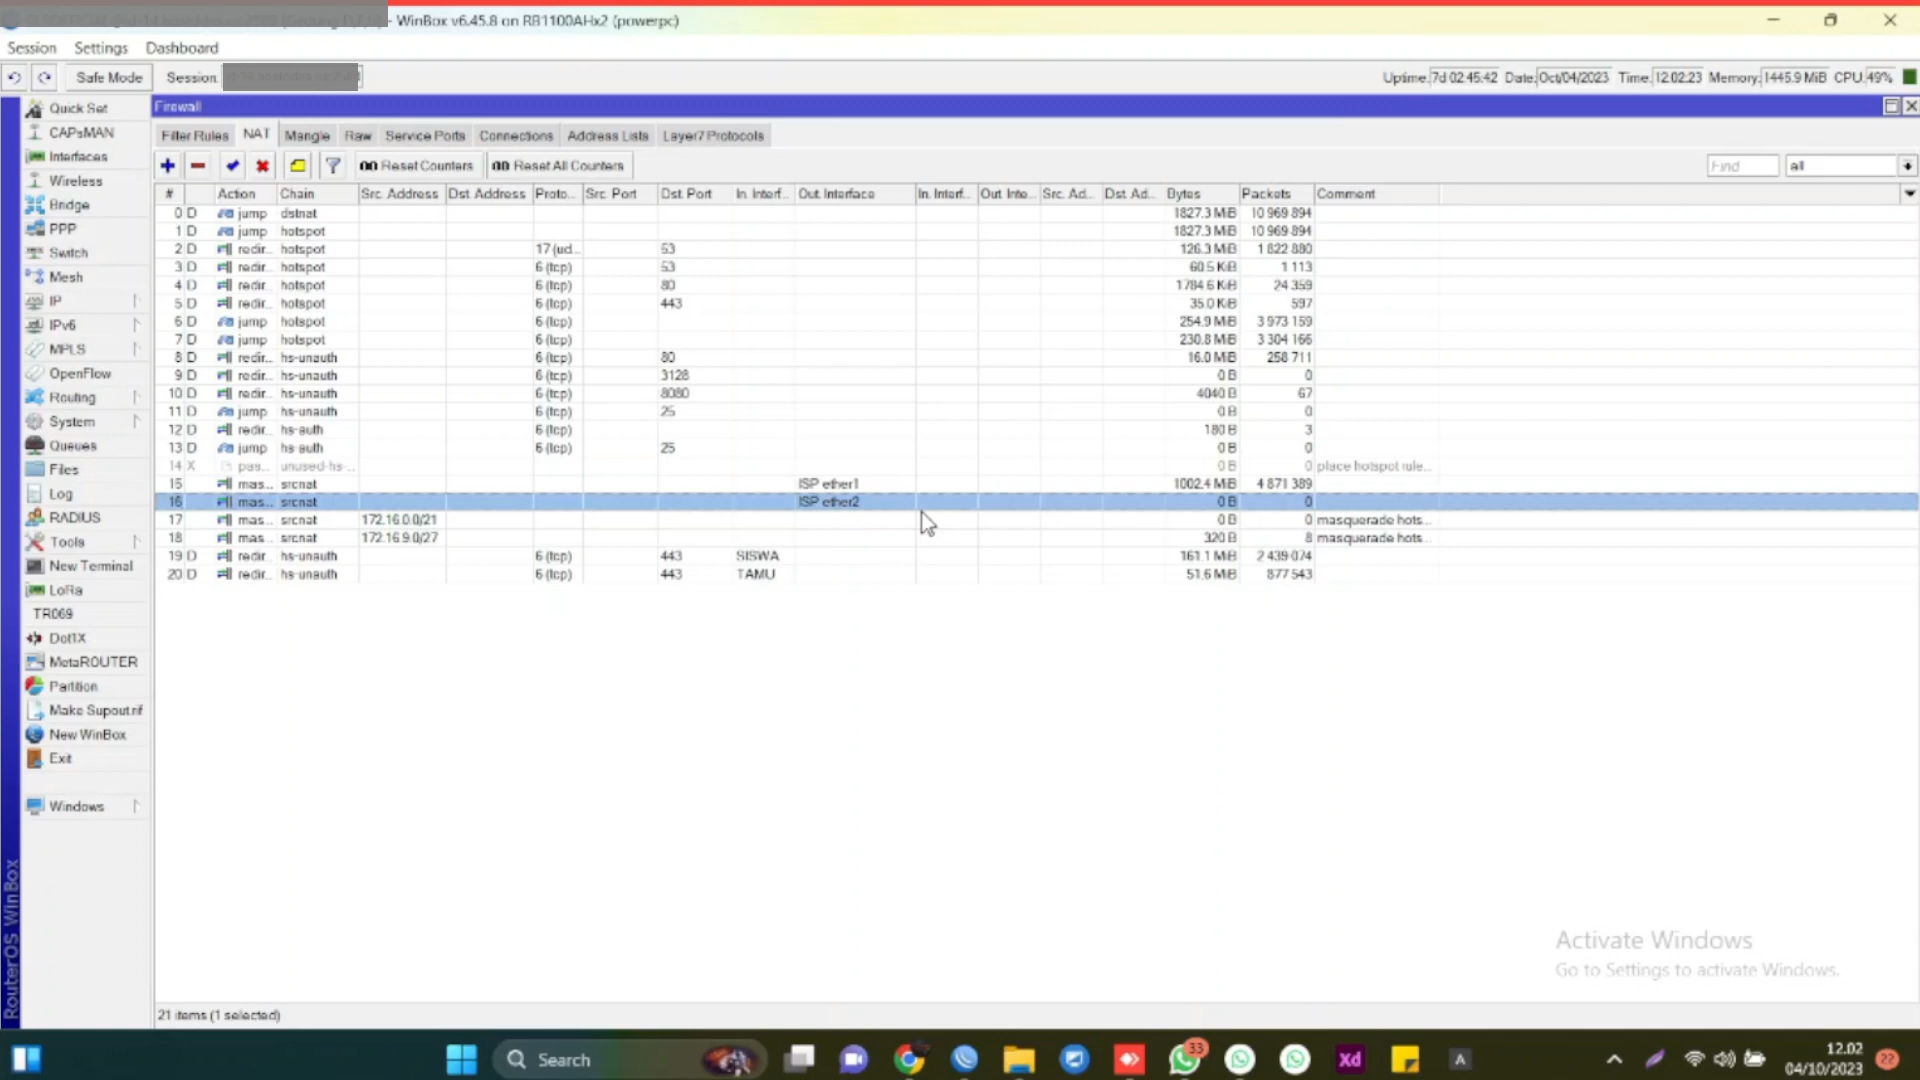 - WinBox v6.45.8 on RB1100AHx2 (powerpc)
Session Settings Dashboard
Safe Mode Session: Uptime: 7d 02:45:42 Date: Oct/04/2023 Time: 12:02:23 Memory: 1445.9 MiB CPU: 49%
Quick Set
CAPsMAN
Interfaces
Wireless
Bridge
PPP
Switch
Mesh
IP
IPv6
MPLS
OpenFlow
Routing
System
Queues
Files
Log
RADIUS
Tools
New Terminal
LoRa
TR069
Dot1X
MetaROUTER
Partition
Make Supout.rif
New WinBox
Exit
Windows
RouterOS WinBox
Firewall
Filter Rules NAT Mangle Raw Service Ports Connections Address Lists Layer7 Protocols
00 Reset Counters 00 Reset All Counters Find all
# Action Chain Src. Address Dst. Address Proto... Src. Port Dst. Port In. Interf... Out. Interface In. Interf... Out. Inte... Src. Ad... Dst. Ad... Bytes Packets Comment
0 D jump dstnat 1827.3 MiB 10 969 894
1 D jump hotspot 1827.3 MiB 10 969 894
2 D redir... hotspot 17 (ud... 53 126.3 MiB 1 822 880
3 D redir... hotspot 6 (tcp) 53 60.5 KiB 1 113
4 D redir... hotspot 6 (tcp) 80 1784.6 KiB 24 359
5 D redir... hotspot 6 (tcp) 443 35.0 KiB 597
6 D jump hotspot 6 (tcp) 254.9 MiB 3 973 159
7 D jump hotspot 6 (tcp) 230.8 MiB 3 304 166
8 D redir... hs-unauth 6 (tcp) 80 16.0 MiB 258 711
9 D redir... hs-unauth 6 (tcp) 3128 0 B 0
10 D redir... hs-unauth 6 (tcp) 8080 4040 B 67
11 D jump hs-unauth 6 (tcp) 25 0 B 0
12 D redir... hs-auth 6 (tcp) 180 B 3
13 D jump hs-auth 6 (tcp) 25 0 B 0
14 X pas... unused-hs-... 0 B 0 place hotspot rule...
15 mas... srcnat ISP ether1 1002.4 MiB 4 871 389
16 mas... srcnat ISP ether2 0 B 0
17 mas... srcnat 172.16.0.0/21 0 B 0 masquerade hots...
18 mas... srcnat 172.16.9.0/27 320 B 8 masquerade hots...
19 D redir... hs-unauth 6 (tcp) 443 SISWA 161.1 MiB 2 439 074
20 D redir... hs-unauth 6 (tcp) 443 TAMU 51.6 MiB 877 543
Activate Windows
Go to Settings to activate Windows.
21 items (1 selected)
Search 33 Xd A 12.02
04/10/2023 22